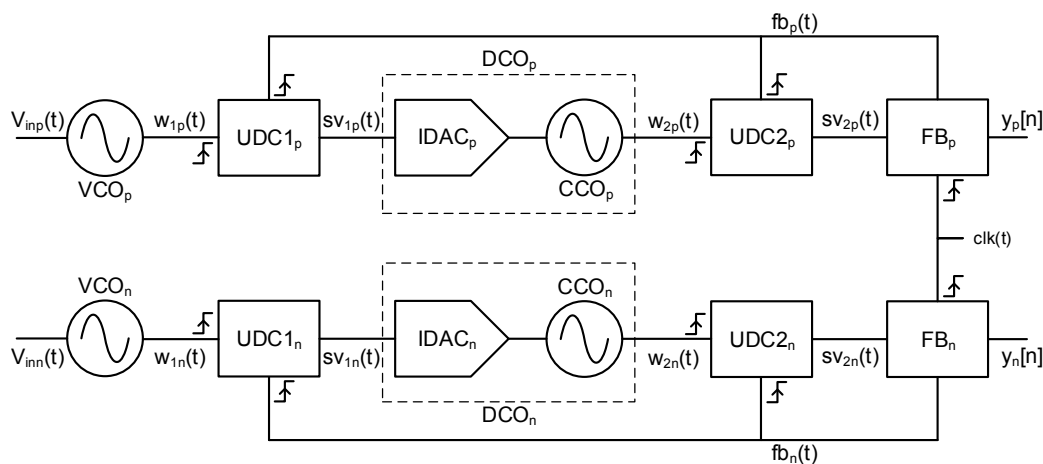 fbₚ(t)
DCOₚ
Vᵢₙₚ(t)
w₁ₚ(t)
UDC1ₚ
sv₁ₚ(t)
IDACₚ
w₂ₚ(t)
UDC2ₚ
sv₂ₚ(t)
FBₚ
yₚ[n]
VCOₚ
CCOₚ
clk(t)
VCOₙ
CCOₙ
Vᵢₙₙ(t)
w₁ₙ(t)
UDC1ₙ
sv₁ₙ(t)
IDACₙ
w₂ₙ(t)
UDC2ₙ
sv₂ₙ(t)
FBₙ
yₙ[n]
DCOₙ
fbₙ(t)